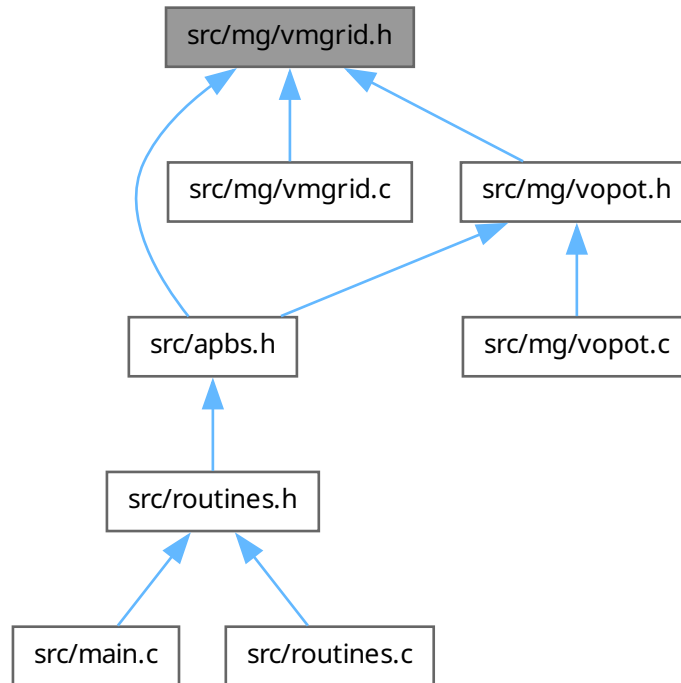 src/mg/vmgrid.h
src/mg/vmgrid.c
src/mg/vopot.h
src/apbs.h
src/mg/vopot.c
src/routines.h
src/main.c
src/routines.c